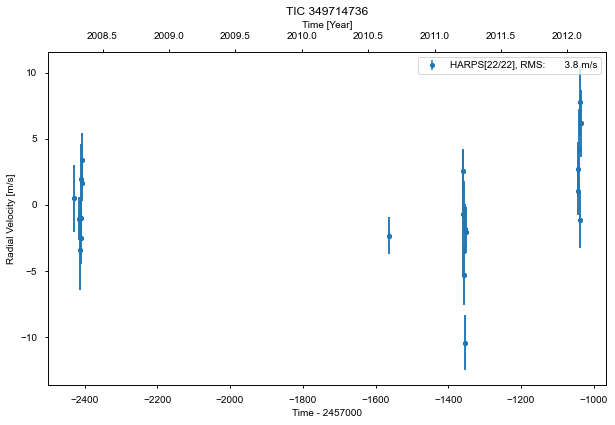 TIC 349714736
Time [Year]
2008.5 2009.0 2009.5 2010.0 2010.5 2011.0 2011.5 2012.0
HARPS[22/22], RMS: 3.8 m/s
10
5
0
−5
−10
Radial Velocity [m/s]
−2400 −2200 −2000 −1800 −1600 −1400 −1200 −1000
Time - 2457000